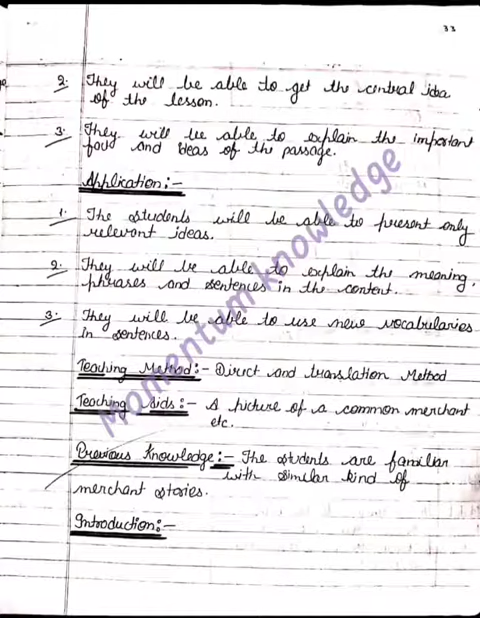 33
2. They will be able to get the central idea
of the lesson.
3. They will be able to explain the important
and ideas of the passage.
Application:-
1. The students will be able to present only
relevant ideas.
2. They will be able to explain the meaning,
phrases and sentences in the content.
3. They will be able to use new vocabularies
in sentences.
Teaching Method:- Direct and translation Method
Teaching Aids:- A picture of a common merchant
etc.
Previous Knowledge:- The students are familiar
with similar kind of
merchant stories.
Introduction:-
Momentum Knowledge